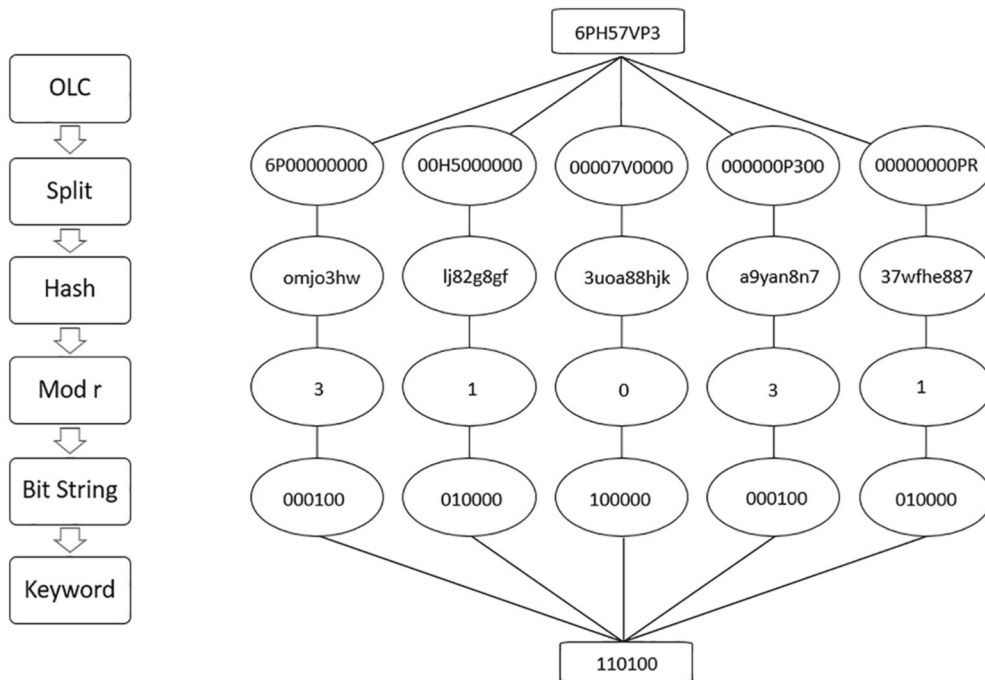 6PH57VP3
OLC
Split
6P00000000
00H5000000
00007V0000
000000P300
00000000PR
Hash
omjo3hw
lj82g8gf
3uoa88hjk
a9yan8n7
37wfhe887
Mod r
3
1
0
3
1
Bit String
000100
010000
100000
000100
010000
Keyword
110100